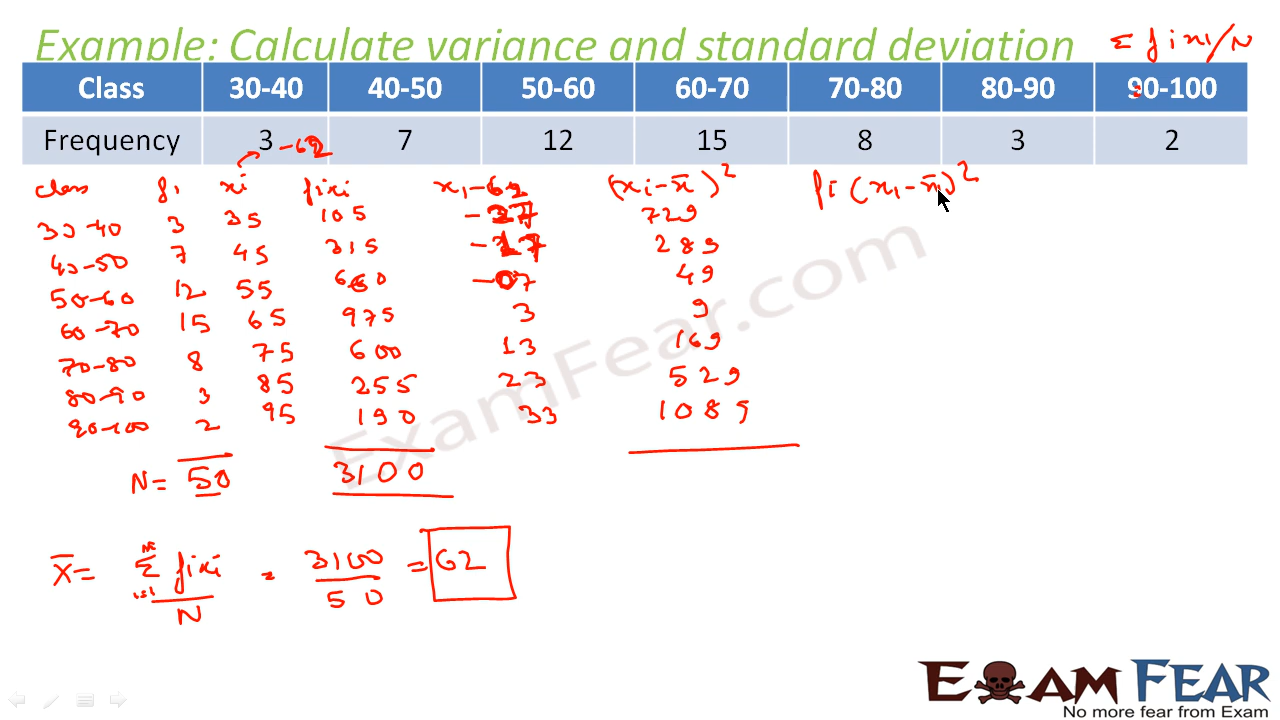 Example: Calculate variance and standard deviation Σ fixi/N
Class 30-40 40-50 50-60 60-70 70-80 80-90 90-100
Frequency 3 7 12 15 8 3 2
-62
class fi xi fixi xi-62 (xi-x̄)² fi(xi-x̄)²
30-40 3 35 105 -27 729
40-50 7 45 315 -17 289
50-60 12 55 660 -07 49
60-70 15 65 975 3 9
70-80 8 75 600 13 169
80-90 3 85 255 23 529
90-100 2 95 190 33 1089
N= 50 3100
X̄= Σ fixi / N = 3100/50 = 62
ExamFear.com
EXAM FEAR
No more fear from Exam